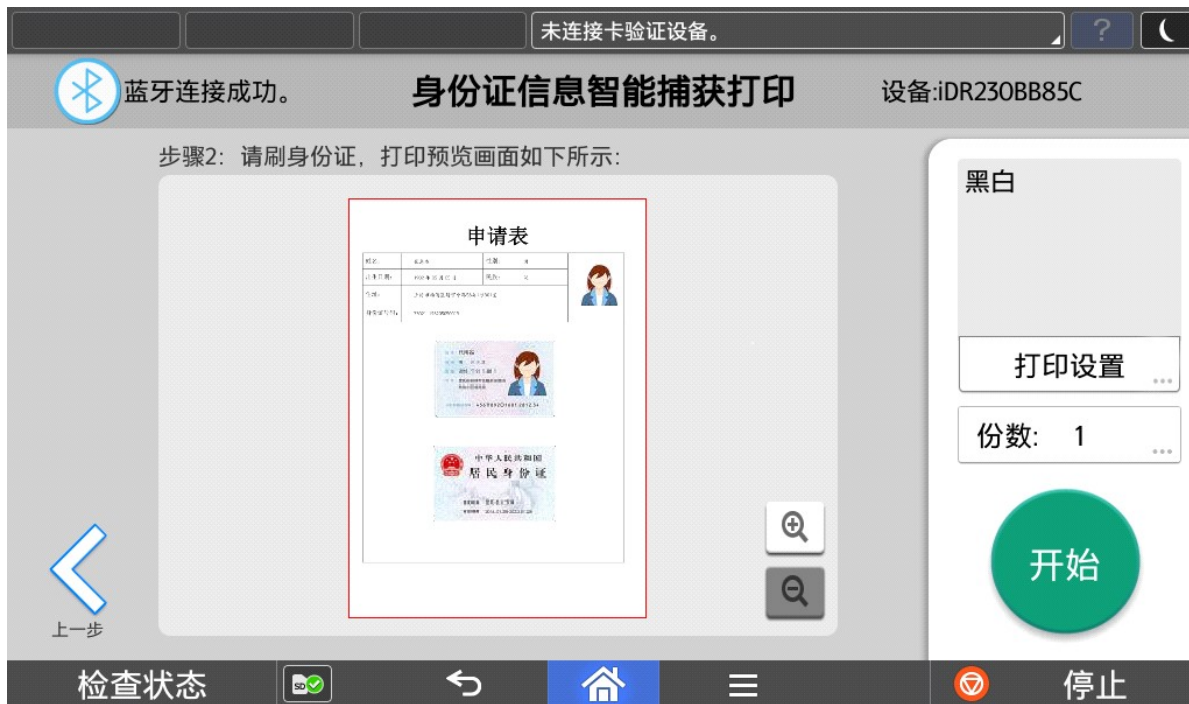 未连接卡验证设备。
?
蓝牙连接成功。
身份证信息智能捕获打印
设备:iDR230BB85C
步骤2: 请刷身份证, 打印预览画面如下所示:
申请表
中华人民共和国
居民身份证
黑白
打印设置
份数: 1
开始
上一步
检查状态
SD
停止